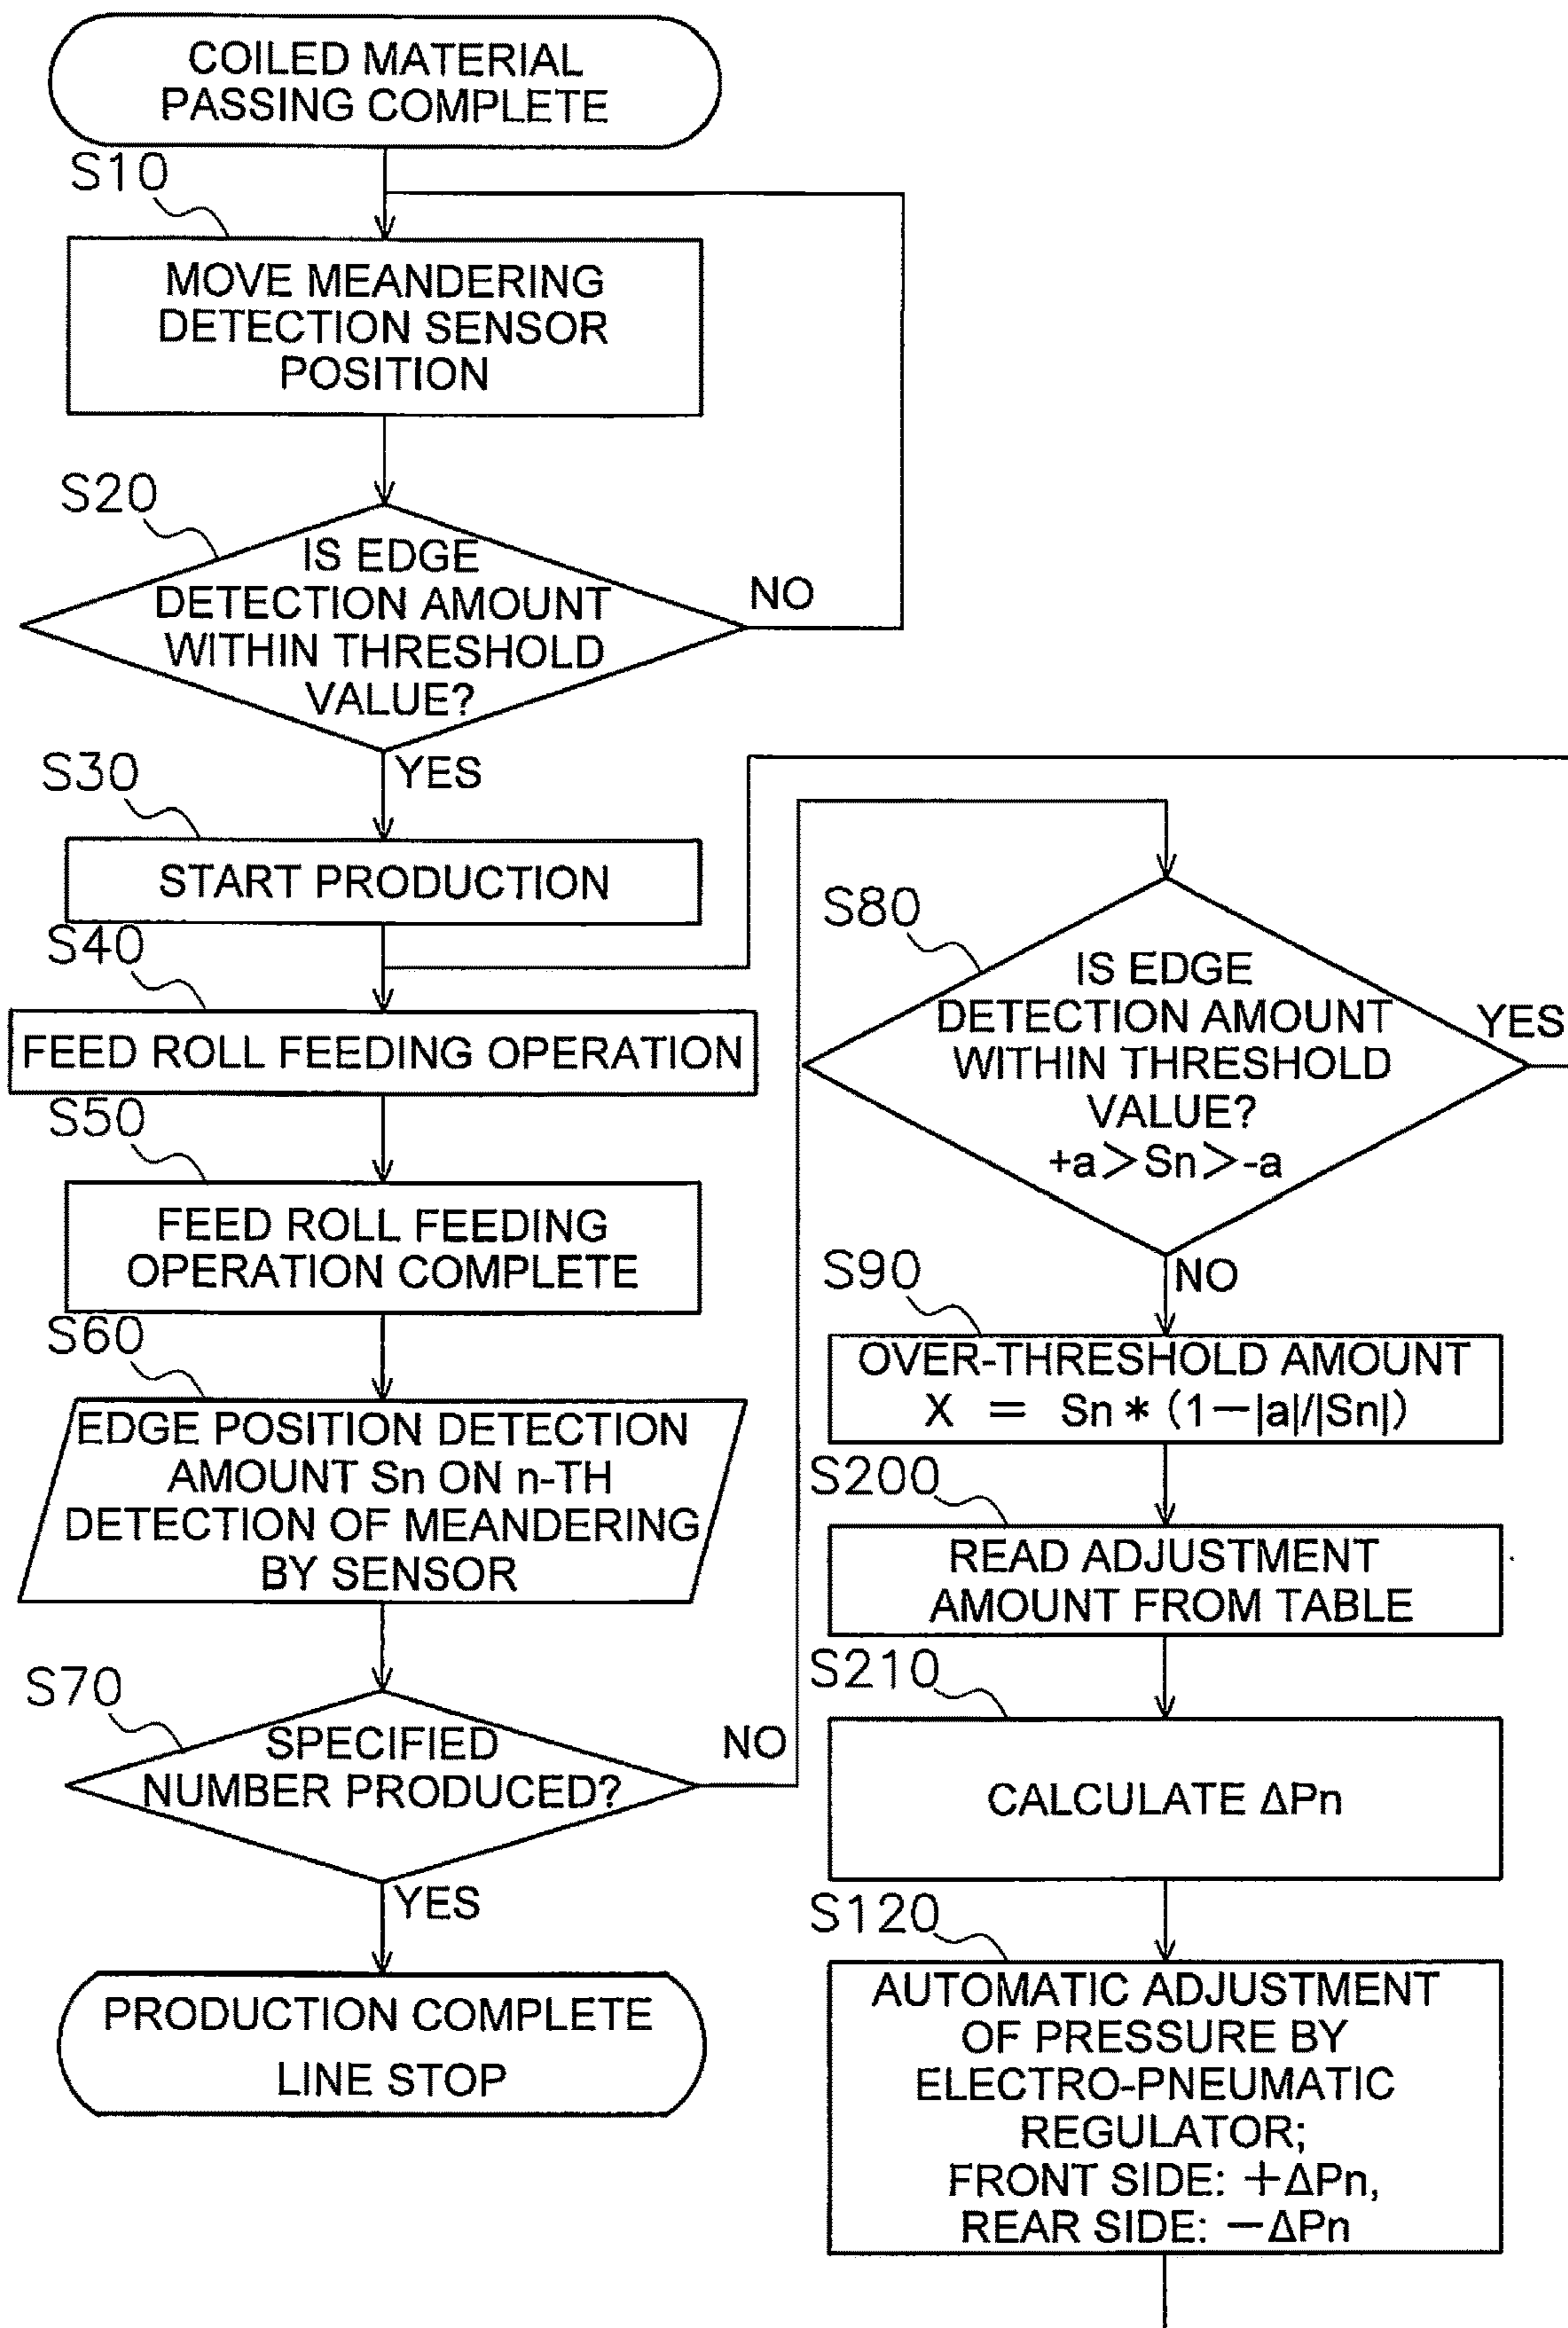 COILED MATERIAL
PASSING COMPLETE
S10
MOVE MEANDERING
DETECTION SENSOR
POSITION
S20
IS EDGE
DETECTION AMOUNT
WITHIN THRESHOLD
VALUE?
NO
YES
S30
START PRODUCTION
S40
FEED ROLL FEEDING OPERATION
S50
FEED ROLL FEEDING
OPERATION COMPLETE
S60
EDGE POSITION DETECTION
AMOUNT Sn ON n-TH
DETECTION OF MEANDERING
BY SENSOR
S70
SPECIFIED
NUMBER PRODUCED?
NO
YES
PRODUCTION COMPLETE
LINE STOP
S80
IS EDGE
DETECTION AMOUNT
WITHIN THRESHOLD
VALUE?
+a>Sn>-a
YES
NO
S90
OVER-THRESHOLD AMOUNT
X = Sn*(1-|a|/|Sn|)
S200
READ ADJUSTMENT
AMOUNT FROM TABLE
S210
CALCULATE ΔPn
S120
AUTOMATIC ADJUSTMENT
OF PRESSURE BY
ELECTRO-PNEUMATIC
REGULATOR;
FRONT SIDE: +ΔPn,
REAR SIDE: -ΔPn